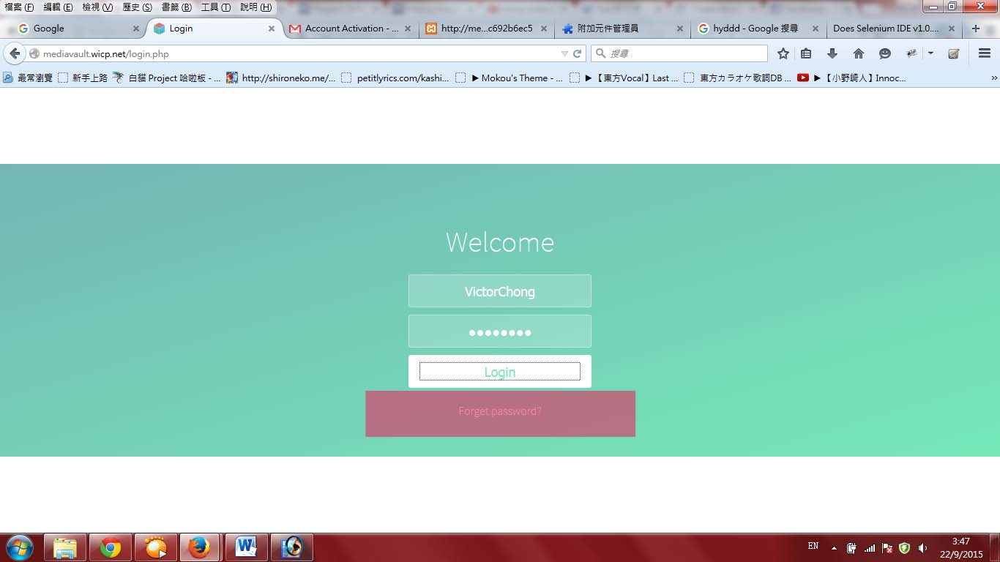 檔案 (F) 編輯 (E) 檢視 (V) 歷史 (S) 書籤 (B) 工具 (T) 說明 (H)
Google Login Account Activation - ... http://me...c692b6ec5 附加元件管理員 hyddd - Google 搜尋 Does Selenium IDE v1.0....
mediavault.wicp.net/login.php 搜尋
最常瀏覽 新手上路 白貓 Project 哈啦板 - ... http://shironeko.me/... petitlyrics.com/kashi... ▶ Mokou's Theme - ... ▶ 【東方Vocal】Last ... 東方カラオケ歌詞DB ... ▶ 【小野崎人】Innoc... »
Welcome
VictorChong
●●●●●●●●
Login
Forget password?
EN
3:47
22/9/2015